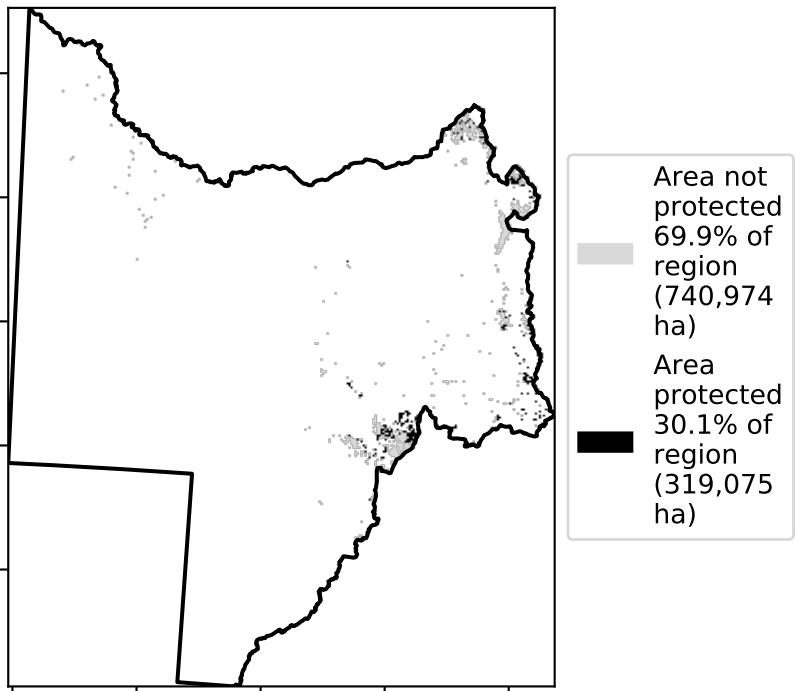 Area not
protected
69.9% of
region
(740,974
ha)
Area
protected
30.1% of
region
(319,075
ha)